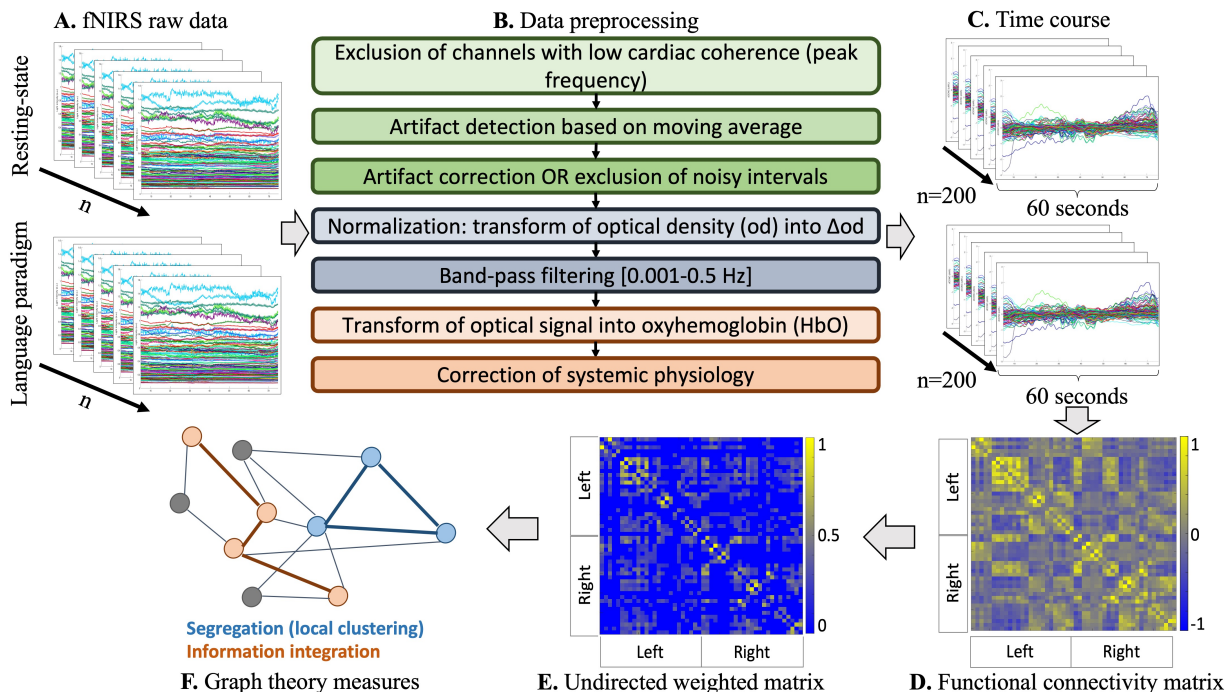 A. fNIRS raw data
B. Data preprocessing
C. Time course
Resting-state
n
Language paradigm
n
Exclusion of channels with low cardiac coherence (peak
frequency)
Artifact detection based on moving average
Artifact correction OR exclusion of noisy intervals
Normalization: transform of optical density (od) into Δod
Band-pass filtering [0.001-0.5 Hz]
Transform of optical signal into oxyhemoglobin (HbO)
Correction of systemic physiology
n=200
60 seconds
n=200
60 seconds
Left
Right
1
0
-1
Left
Right
D. Functional connectivity matrix
Left
Right
1
0.5
0
Left
Right
E. Undirected weighted matrix
Segregation (local clustering)
Information integration
F. Graph theory measures